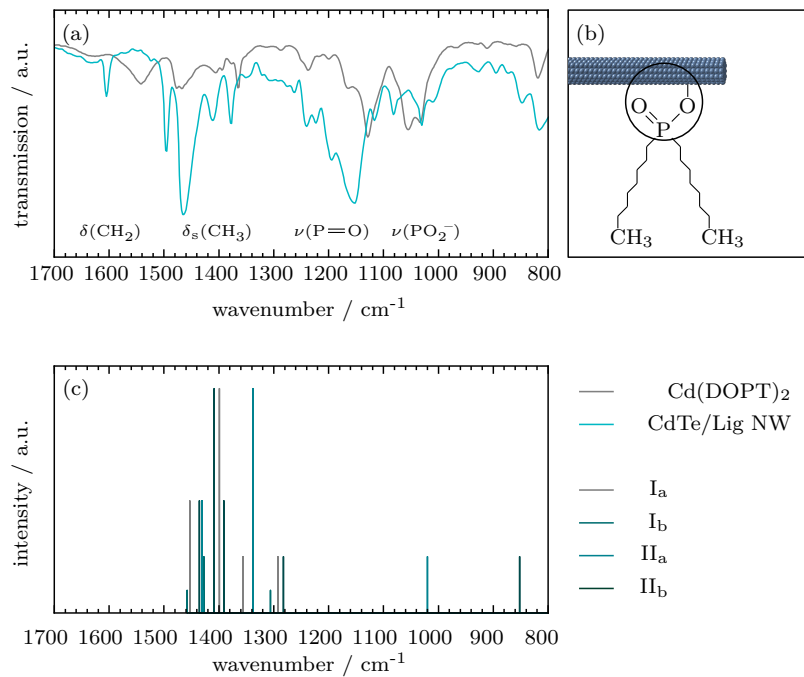 (a)
transmission / a.u.
δ(CH₂) δₛ(CH₃) ν(P=O) ν(PO₂⁻)
1700 1600 1500 1400 1300 1200 1100 1000 900 800
wavenumber / cm⁻¹
(b)
O
O
P
CH₃ CH₃
(c)
intensity / a.u.
1700 1600 1500 1400 1300 1200 1100 1000 900 800
wavenumber / cm⁻¹
Cd(DOPT)₂
CdTe/Lig NW
Iₐ
I_b
IIₐ
II_b